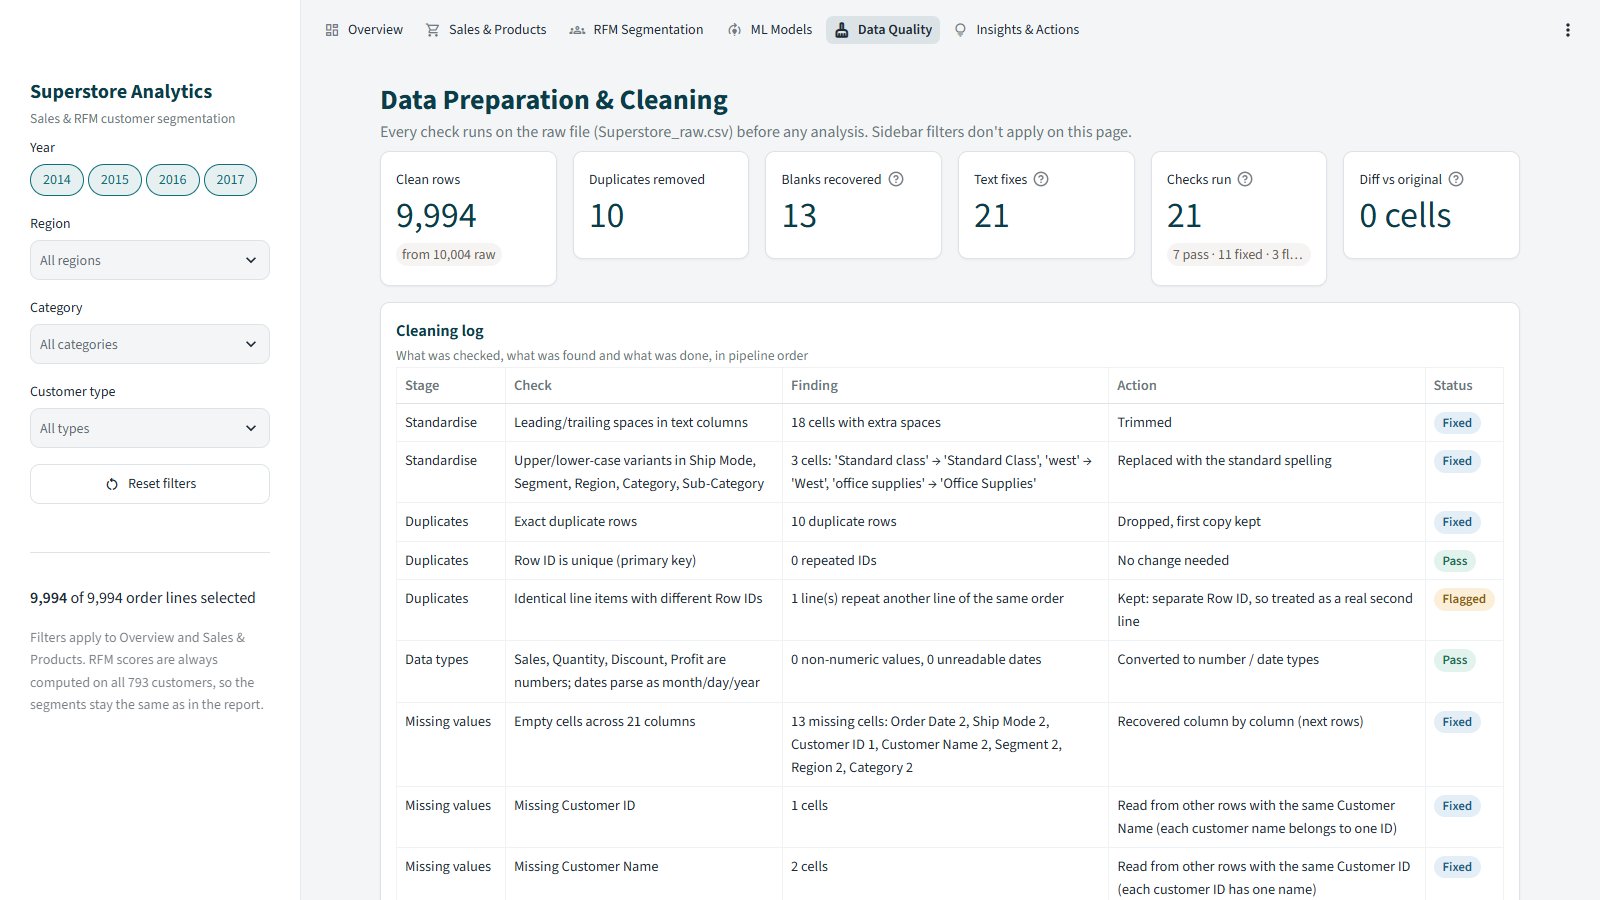 Overview
Sales & Products
RFM Segmentation
ML Models
Data Quality
Insights & Actions
Superstore Analytics
Sales & RFM customer segmentation
Year
2014
2015
2016
2017
Region
All regions
Category
All categories
Customer type
All types
Reset filters
9,994 of 9,994 order lines selected
Filters apply to Overview and Sales &
Products. RFM scores are always
computed on all 793 customers, so the
segments stay the same as in the report.
Data Preparation & Cleaning
Every check runs on the raw file (Superstore_raw.csv) before any analysis. Sidebar filters don't apply on this page.
Clean rows
9,994
from 10,004 raw
Duplicates removed
10
Blanks recovered
13
Text fixes
21
Checks run
21
7 pass · 11 fixed · 3 fl…
Diff vs original
0 cells
Cleaning log
What was checked, what was found and what was done, in pipeline order
Stage Check Finding Action Status
Standardise Leading/trailing spaces in text columns 18 cells with extra spaces Trimmed Fixed
Standardise Upper/lower-case variants in Ship Mode, 3 cells: 'Standard class' → 'Standard Class', 'west' → Replaced with the standard spelling Fixed
Segment, Region, Category, Sub-Category 'West', 'office supplies' → 'Office Supplies'
Duplicates Exact duplicate rows 10 duplicate rows Dropped, first copy kept Fixed
Duplicates Row ID is unique (primary key) 0 repeated IDs No change needed Pass
Duplicates Identical line items with different Row IDs 1 line(s) repeat another line of the same order Kept: separate Row ID, so treated as a real second Flagged
line
Data types Sales, Quantity, Discount, Profit are 0 non-numeric values, 0 unreadable dates Converted to number / date types Pass
numbers; dates parse as month/day/year
Missing values Empty cells across 21 columns 13 missing cells: Order Date 2, Ship Mode 2, Recovered column by column (next rows) Fixed
Customer ID 1, Customer Name 2, Segment 2,
Region 2, Category 2
Missing values Missing Customer ID 1 cells Read from other rows with the same Customer Fixed
Name (each customer name belongs to one ID)
Missing values Missing Customer Name 2 cells Read from other rows with the same Customer ID Fixed
(each customer ID has one name)